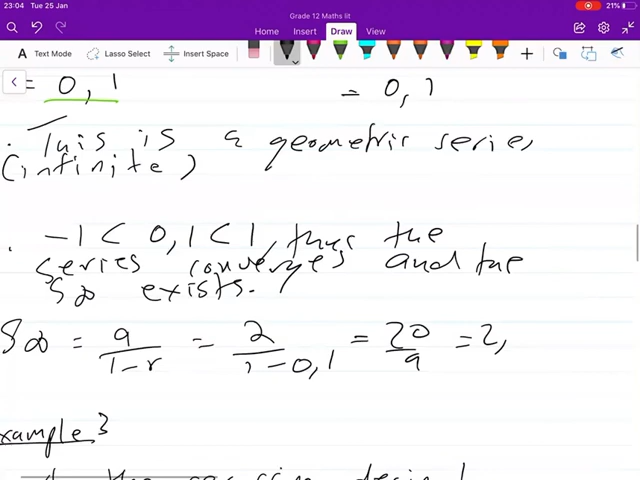 23:04 Tue 25 Jan
Grade 12 Maths lit
21%
Home Insert Draw View
Text Mode Lasso Select Insert Space
= 0,1 = 0,1
. This is a geometric series
(infinite)
. -1 < 0,1 < 1, thus the
series converges and the
S∞ exists.
S∞ = a/(1-r) = 2/(1-0,1) = 20/9 = 2,
xample 3